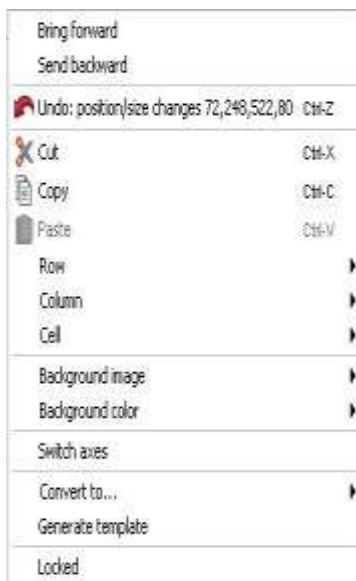 Bring forward
Send backward
Undo: position/size changes 72,248,522,80 Ctrl-Z
Cut Ctrl-X
Copy Ctrl-C
Paste Ctrl-V
Row
Column
Cell
Background image
Background color
Switch axes
Convert to...
Generate template
Locked